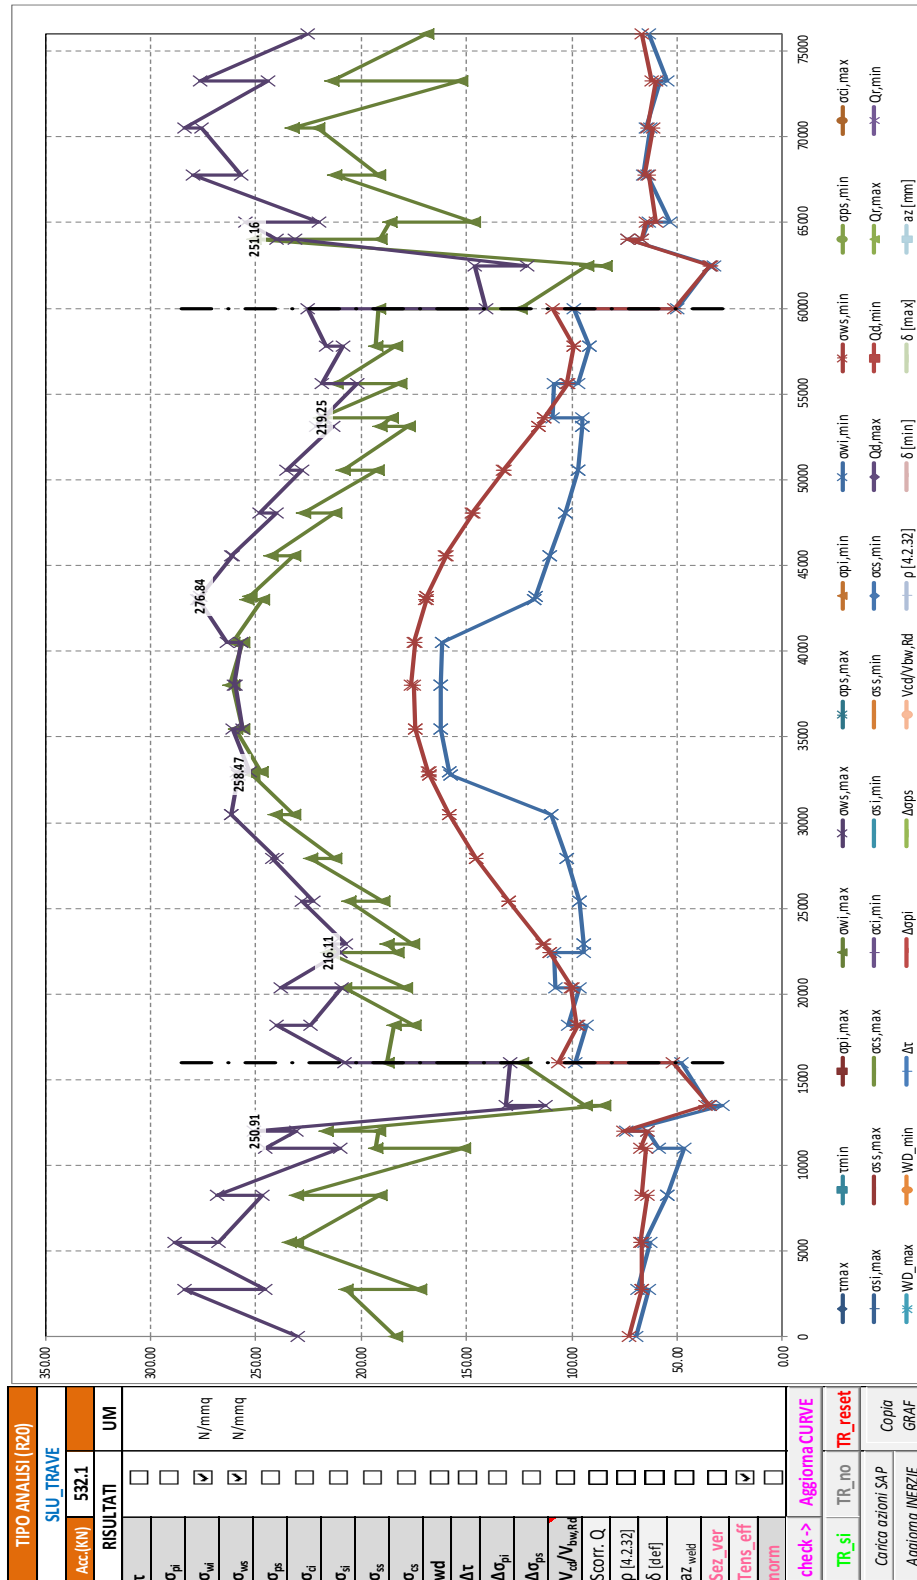 TIPO ANALISI (R20)
SLU_TRAVE
Acc.(KN) 532.1
RISULTATI UM
τ
σpi
σwi N/mmq
σws N/mmq
σps
σci
σsi
σss
σcs
wd
Δτ
Δσpi
Δσps
Vcd/Vbw,Rd
Scorr. Q
ρ [4.2.32]
δ [def]
az weld
Sez_ver
Tens_eff
norm
check -> Aggiorna CURVE
TR_si TR_no TR_reset
Carica azioni SAP Copia
Aggiorna INERZIE GRAF
350.00
300.00
250.00
200.00
150.00
100.00
50.00
0.00
0 5000 10000 15000 20000 25000 30000 35000 40000 45000 50000 55000 60000 65000 70000 75000
250.91
216.11
258.47
276.84
219.25
251.16
τmax τmin σpi,max σwi,max σws,max σps,max σpi,min σwi,min σws,min σps,min σci,max
σsi,max σss,max σcs,max σci,min σsi,min σss,min σcs,min Qd,max Qd,min Qr,max Qr,min
WD_max WD_min Δτ Δσpi Δσps Vcd/Vbw,Rd ρ [4.2.32] δ [min] δ [max] az [mm]